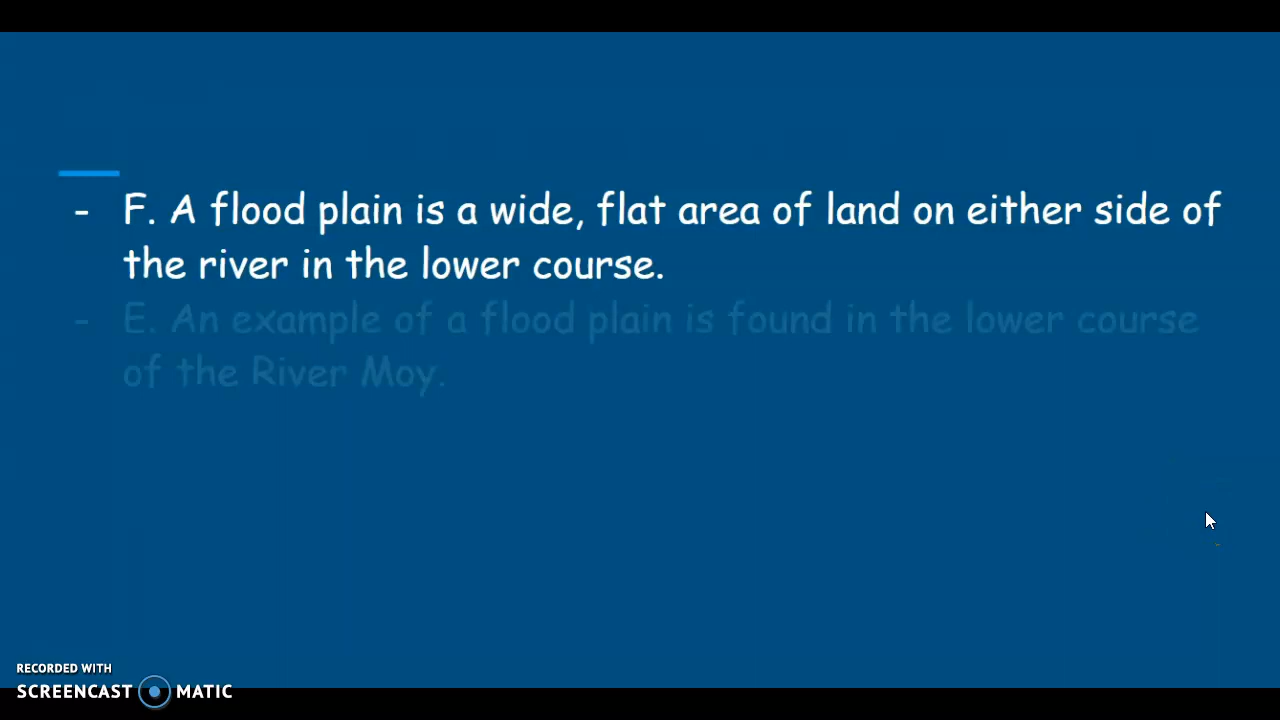 - F. A flood plain is a wide, flat area of land on either side of
the river in the lower course.
- E. An example of a flood plain is found in the lower course
of the River Moy.
RECORDED WITH
SCREENCAST MATIC